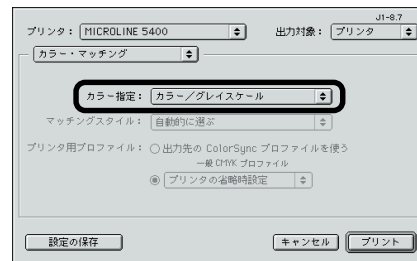 J1-8.7
プリンタ： MICROLINE 5400 出力対象： プリンタ
カラー・マッチング
カラー指定： カラー／グレイスケール
マッチングスタイル： 自動的に選ぶ
プリンタ用プロファイル： 出力先の ColorSync プロファイルを使う
一般 CMYK プロファイル
プリンタの省略時設定
設定の保存 キャンセル プリント